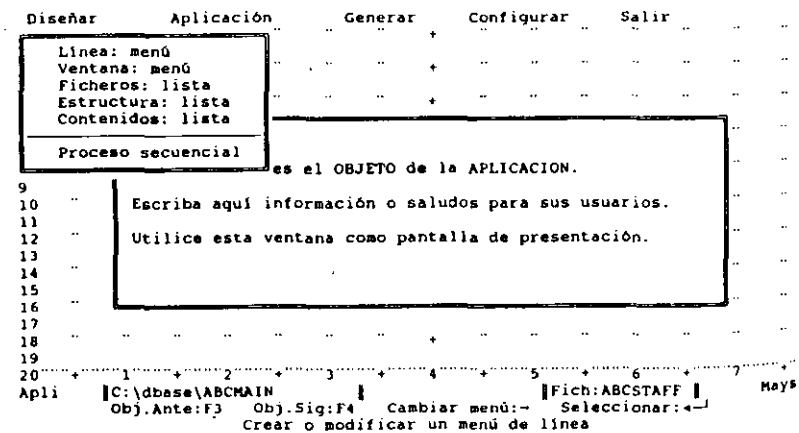 Diseñar Aplicación Generar Configurar Salir
Línea: menú
Ventana: menú
Ficheros: lista
Estructura: lista
Contenidos: lista
Proceso secuencial
es el OBJETO de la APLICACION.
9
10 Escriba aquí información o saludos para sus usuarios.
11
12 Utilice esta ventana como pantalla de presentación.
13
14
15
16
17
18
19
20 1 2 3 4 5 6 7
Apli C:\dbase\ABCMAIN Fich:ABCSTAFF Mays
Obj.Ante:F3 Obj.Sig:F4 Cambiar menú:→ Seleccionar:◄─┘
Crear o modificar un menú de línea